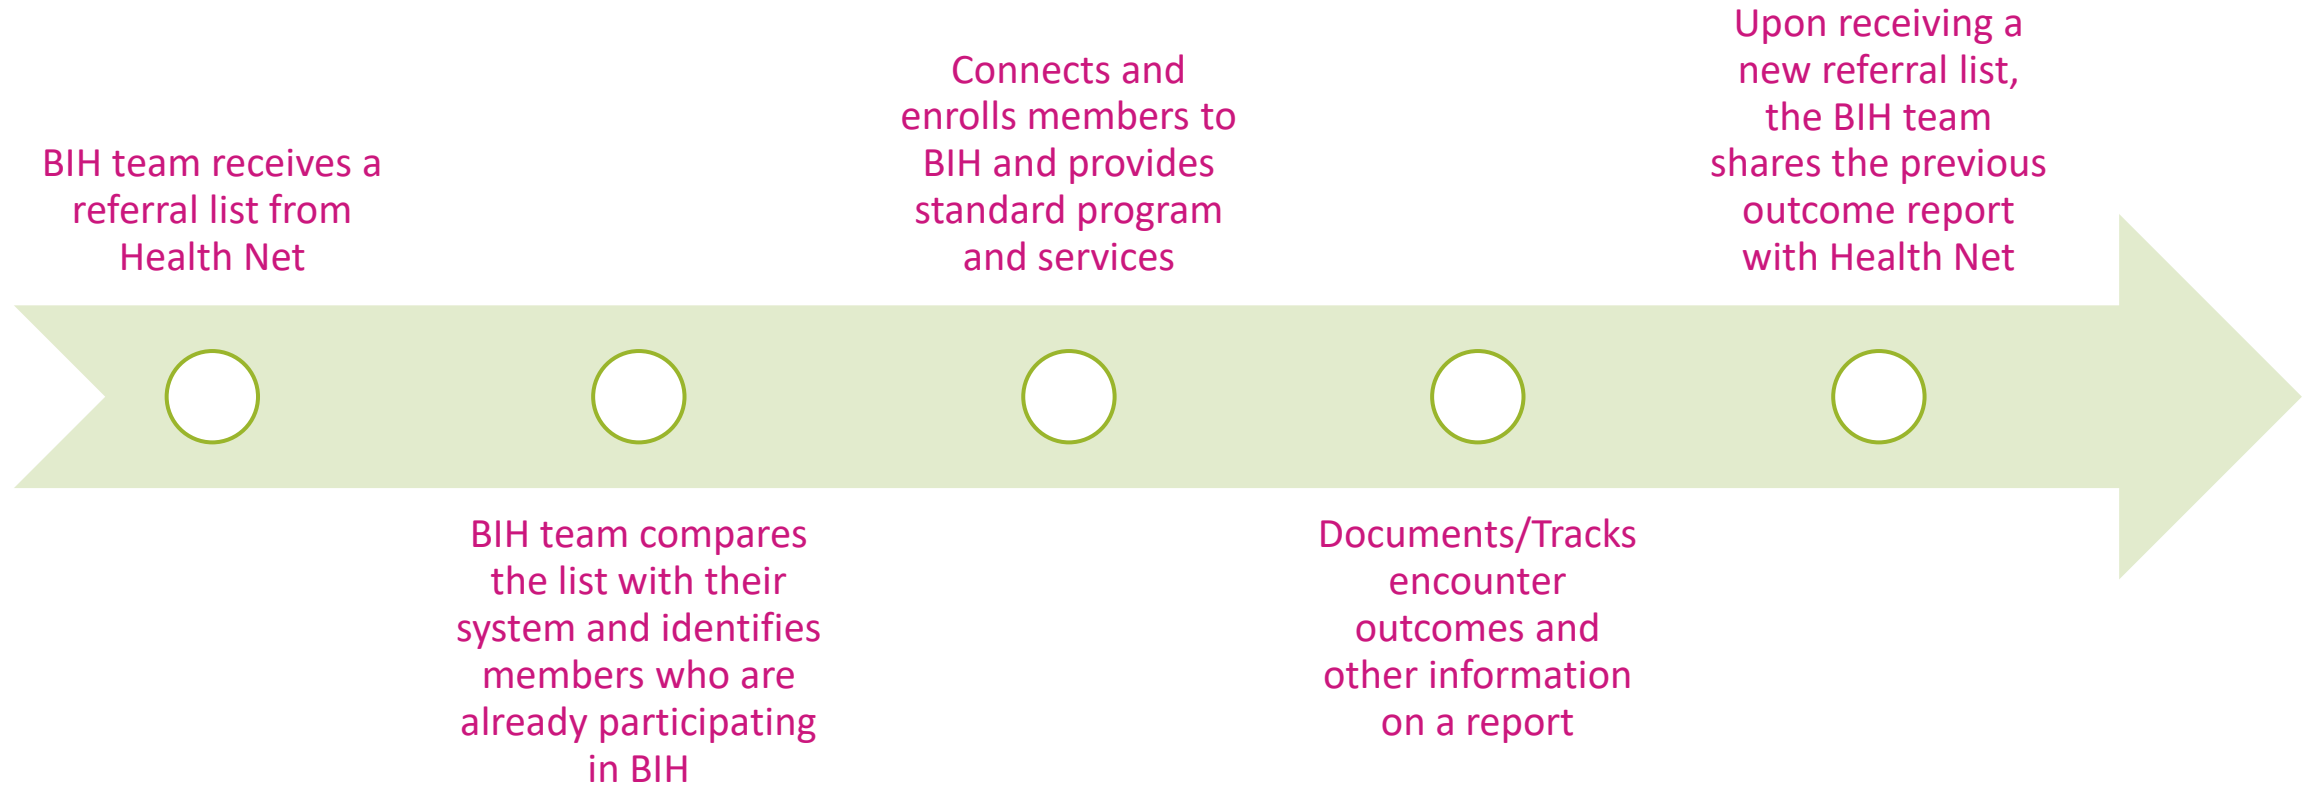 BIH team receives a
referral list from
Health Net
BIH team compares
the list with their
system and identifies
members who are
already participating
in BIH
Connects and
enrolls members to
BIH and provides
standard program
and services
Documents/Tracks
encounter
outcomes and
other information
on a report
Upon receiving a
new referral list,
the BIH team
shares the previous
outcome report
with Health Net